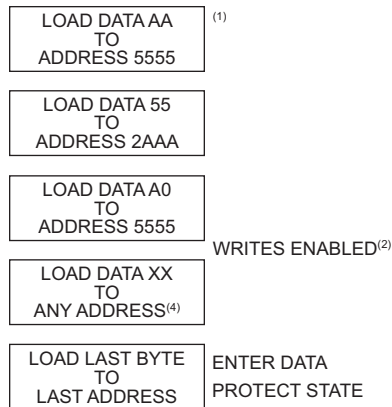 LOAD DATA AA (1)
TO
ADDRESS 5555
LOAD DATA 55
TO
ADDRESS 2AAA
LOAD DATA A0
TO
ADDRESS 5555
WRITES ENABLED(2)
LOAD DATA XX
TO
ANY ADDRESS(4)
LOAD LAST BYTE
TO
LAST ADDRESS
ENTER DATA
PROTECT STATE